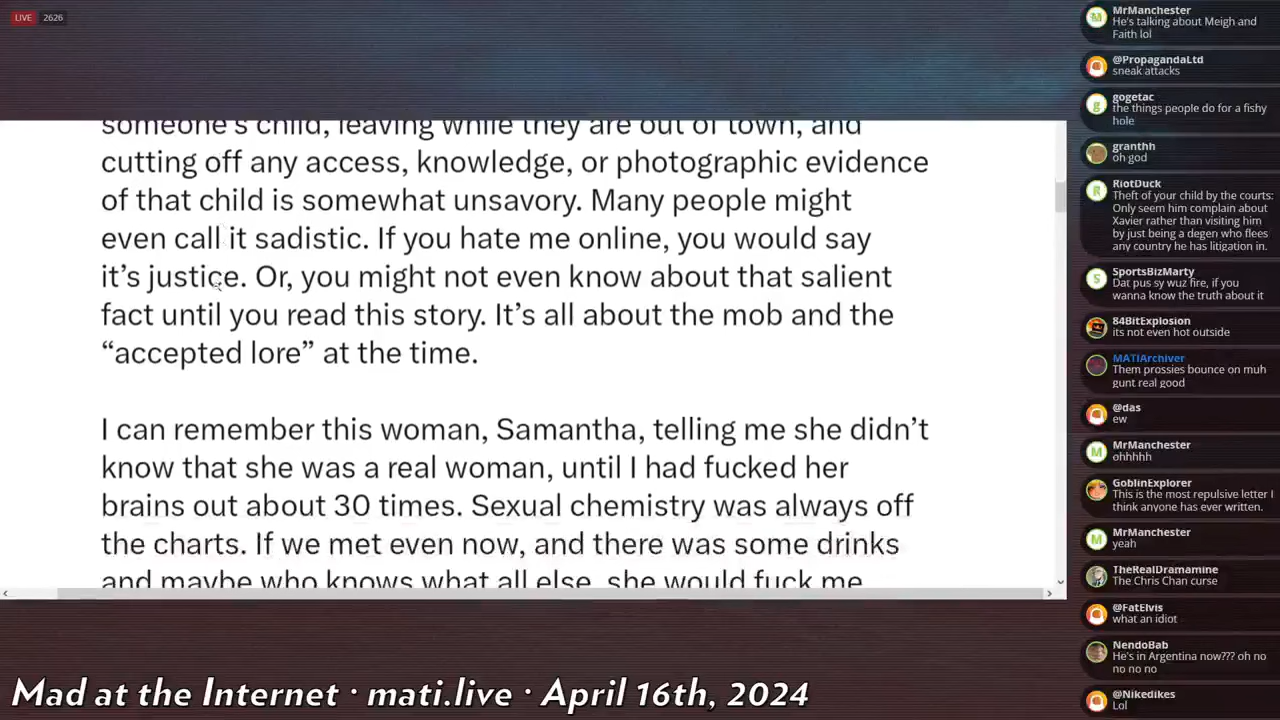 LIVE 2626
someone's child, leaving while they are out of town, and
cutting off any access, knowledge, or photographic evidence
of that child is somewhat unsavory. Many people might
even call it sadistic. If you hate me online, you would say
it's justice. Or, you might not even know about that salient
fact until you read this story. It's all about the mob and the
“accepted lore” at the time.
I can remember this woman, Samantha, telling me she didn't
know that she was a real woman, until I had fucked her
brains out about 30 times. Sexual chemistry was always off
the charts. If we met even now, and there was some drinks
and maybe who knows what all else, she would fuck me
Mad at the Internet · mati.live · April 16th, 2024
MrManchester
He's talking about Meigh and
Faith lol
@PropagandaLtd
sneak attacks
gogetac
the things people do for a fishy
hole
granthh
oh god
RiotDuck
Theft of your child by the courts:
Only seem him complain about
Xavier rather than visiting him
by just being a degen who flees
any country he has litigation in.
SportsBizMarty
Dat pus sy wuz fire, if you
wanna know the truth about it
84BitExplosion
its not even hot outside
MATIArchiver
Them prossies bounce on muh
gunt real good
@das
ew
MrManchester
ohhhhh
GoblinExplorer
This is the most repulsive letter I
think anyone has ever written.
MrManchester
yeah
TheRealDramamine
The Chris Chan curse
@FatElvis
what an idiot
NendoBab
He's in Argentina now??? oh no
no no no
@Nikedikes
Lol